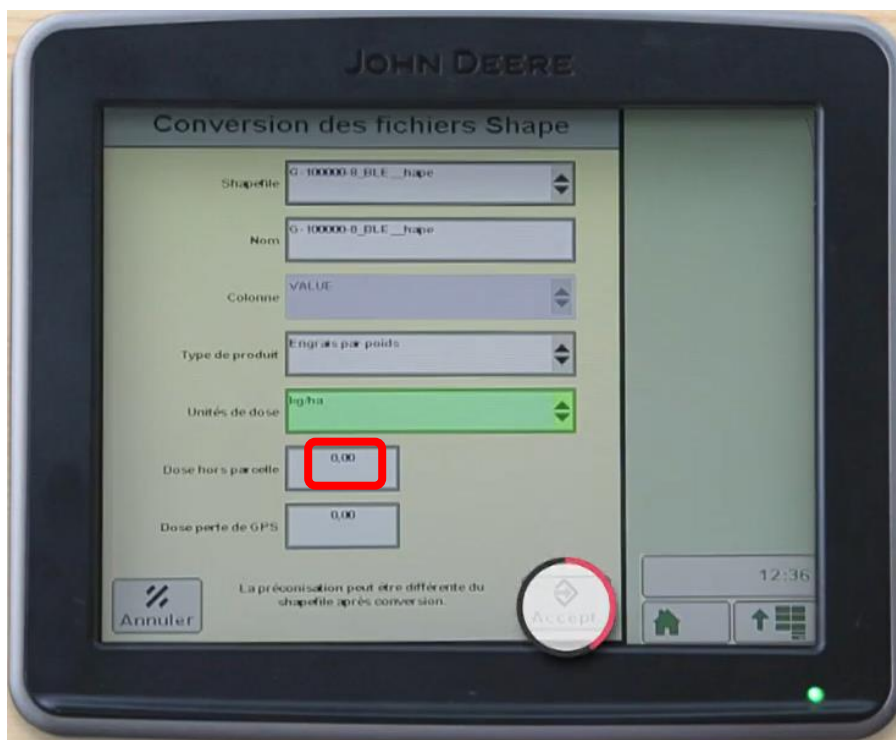 JOHN DEERE
Conversion des fichiers Shape
Shapefile G-100000-8_BLE__hape
Nom G-100000-8_BLE__hape
Colonne VALUE
Type de produit Engrais par poids
Unités de dose kg/ha
Dose hors parcelle 0,00
Dose perte de GPS 0,00
La préconisation peut être différente du
shapefile après conversion.
Annuler
Accept
12:36